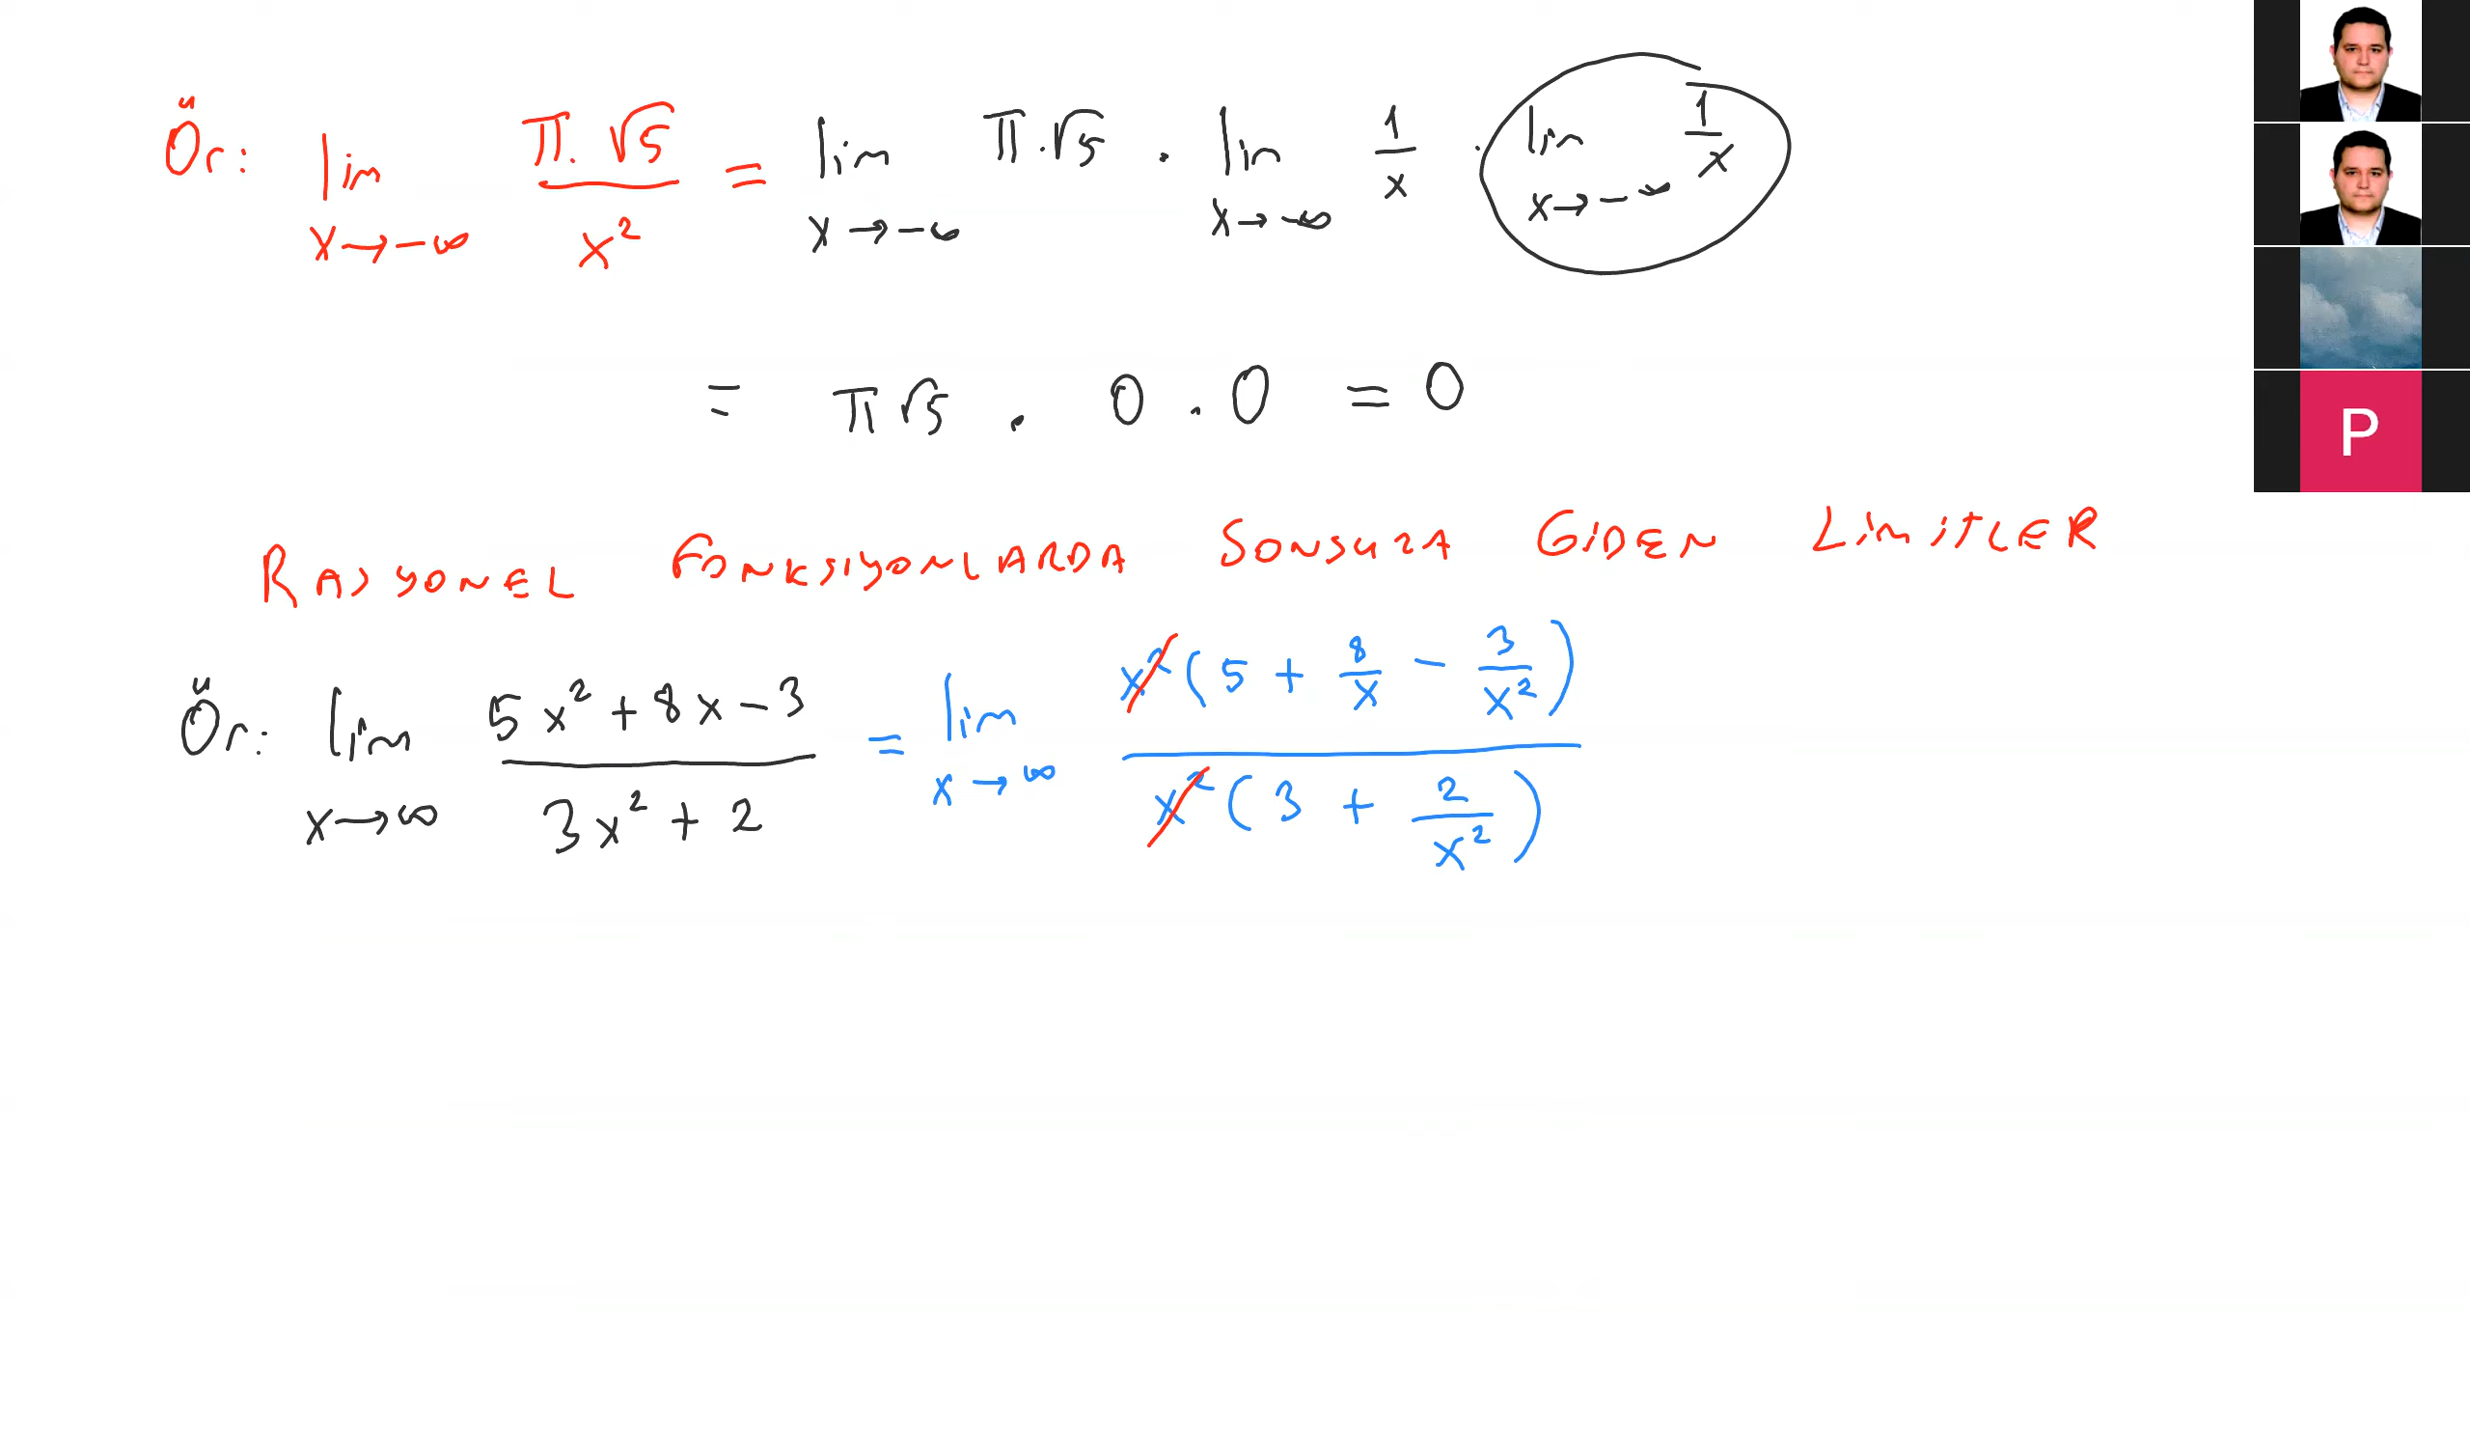 Ör: lim x→-∞ π.√5 / x² = lim x→-∞ π.√5 . lim x→-∞ 1/x . lim x→-∞ 1/x
= π√5 . 0 . 0 = 0
RASYONEL FONKSİYONLARDA SONSUZA GİDEN LİMİTLER
Ör: lim x→∞ 5x² + 8x - 3 / 3x² + 2 = lim x→∞ x²(5 + 8/x - 3/x²) / x²(3 + 2/x²)
P